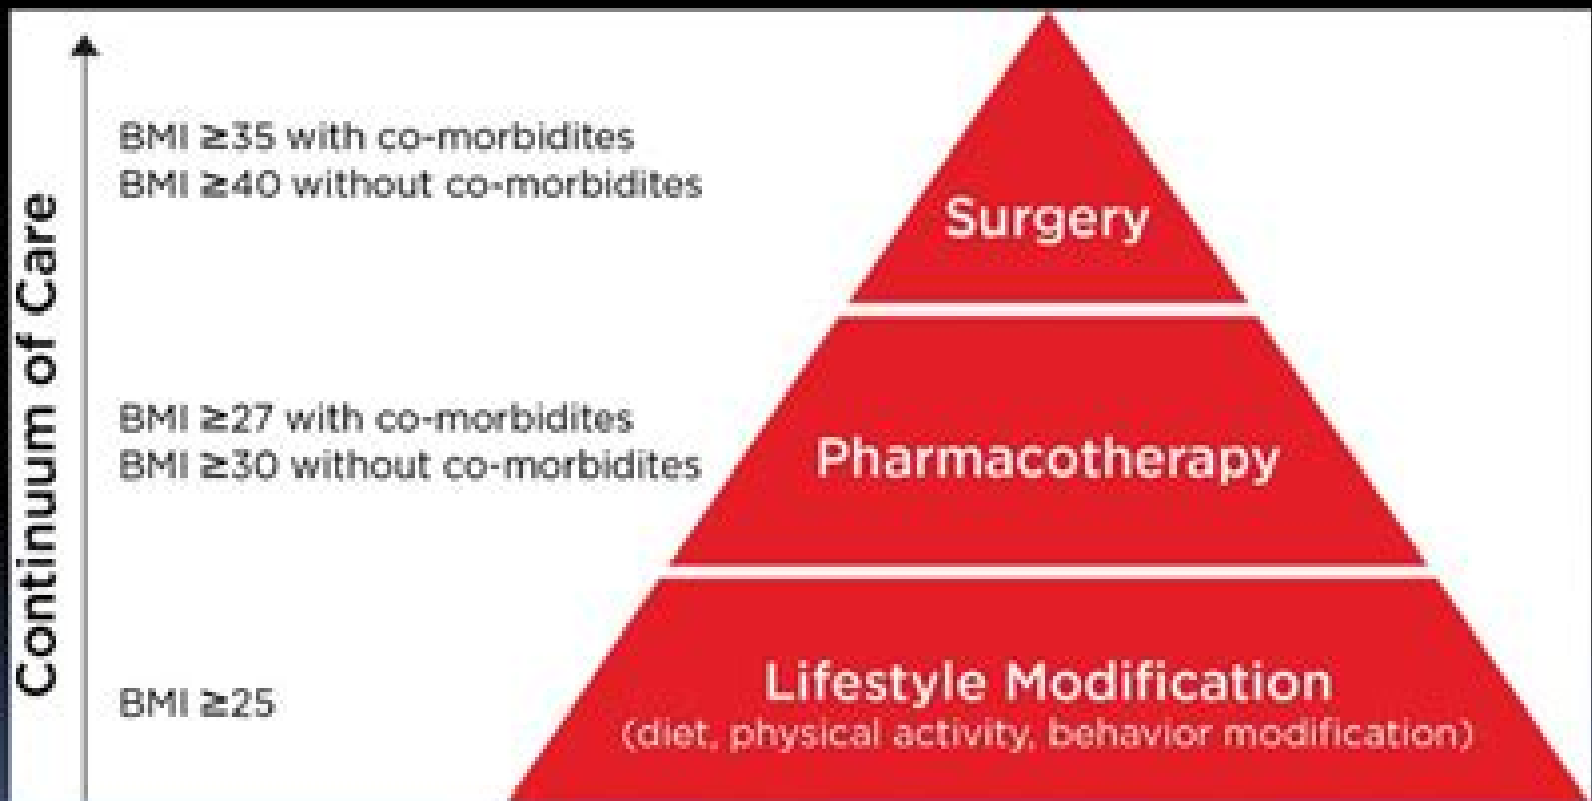 Continuum of Care
BMI ≥35 with co-morbidites
BMI ≥40 without co-morbidites
Surgery
BMI ≥27 with co-morbidites
BMI ≥30 without co-morbidites
Pharmacotherapy
BMI ≥25
Lifestyle Modification
(diet, physical activity, behavior modification)